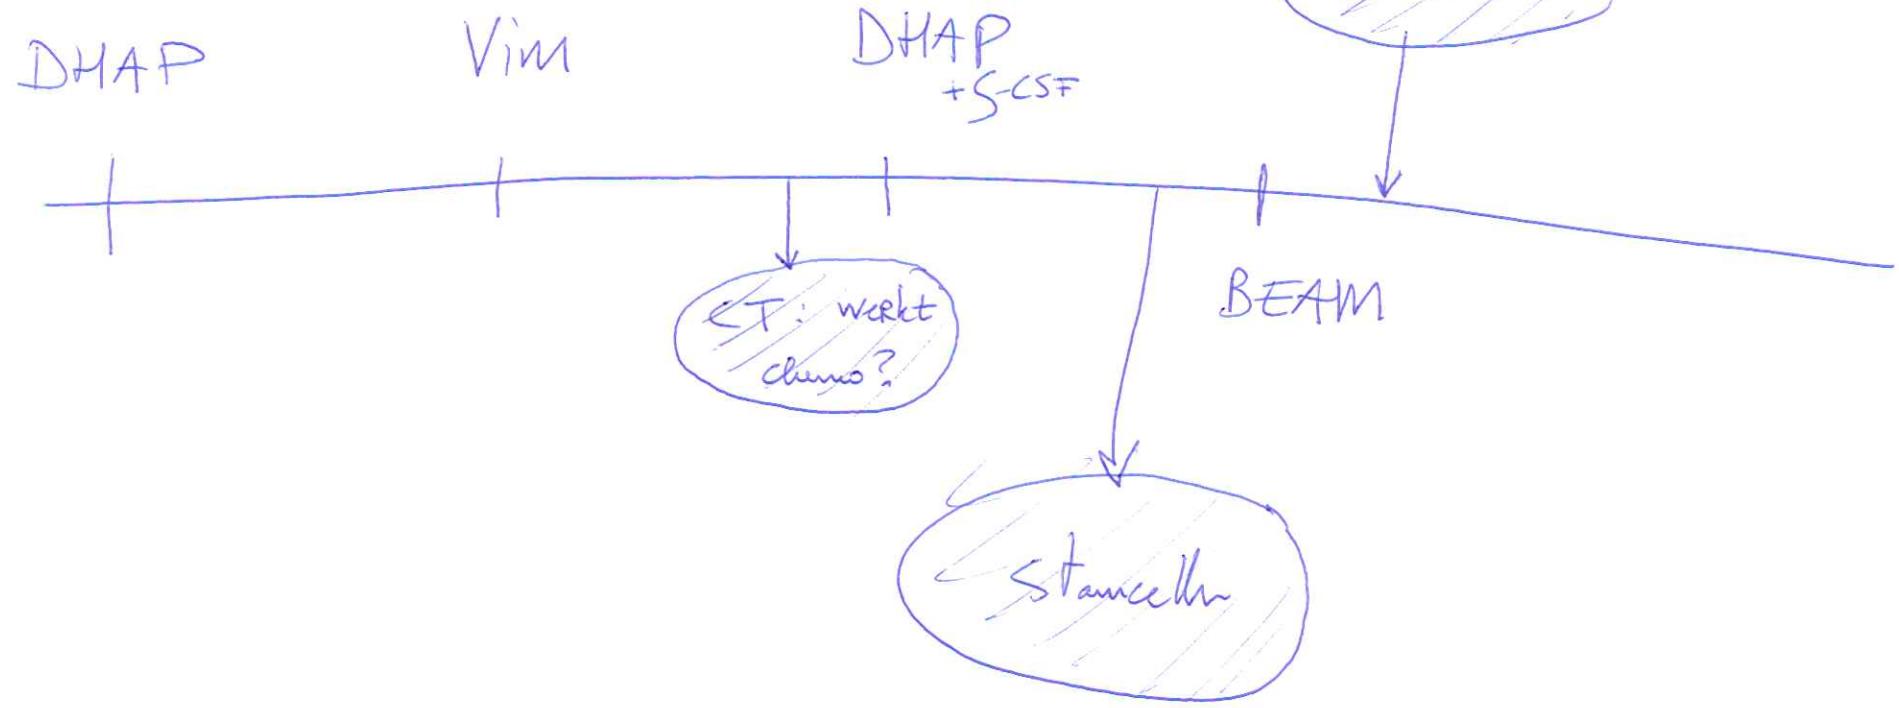 DHAP
Vim
DHAP
+G-CSF
CT: werkt
chemo?
BEAM
Stamcellen